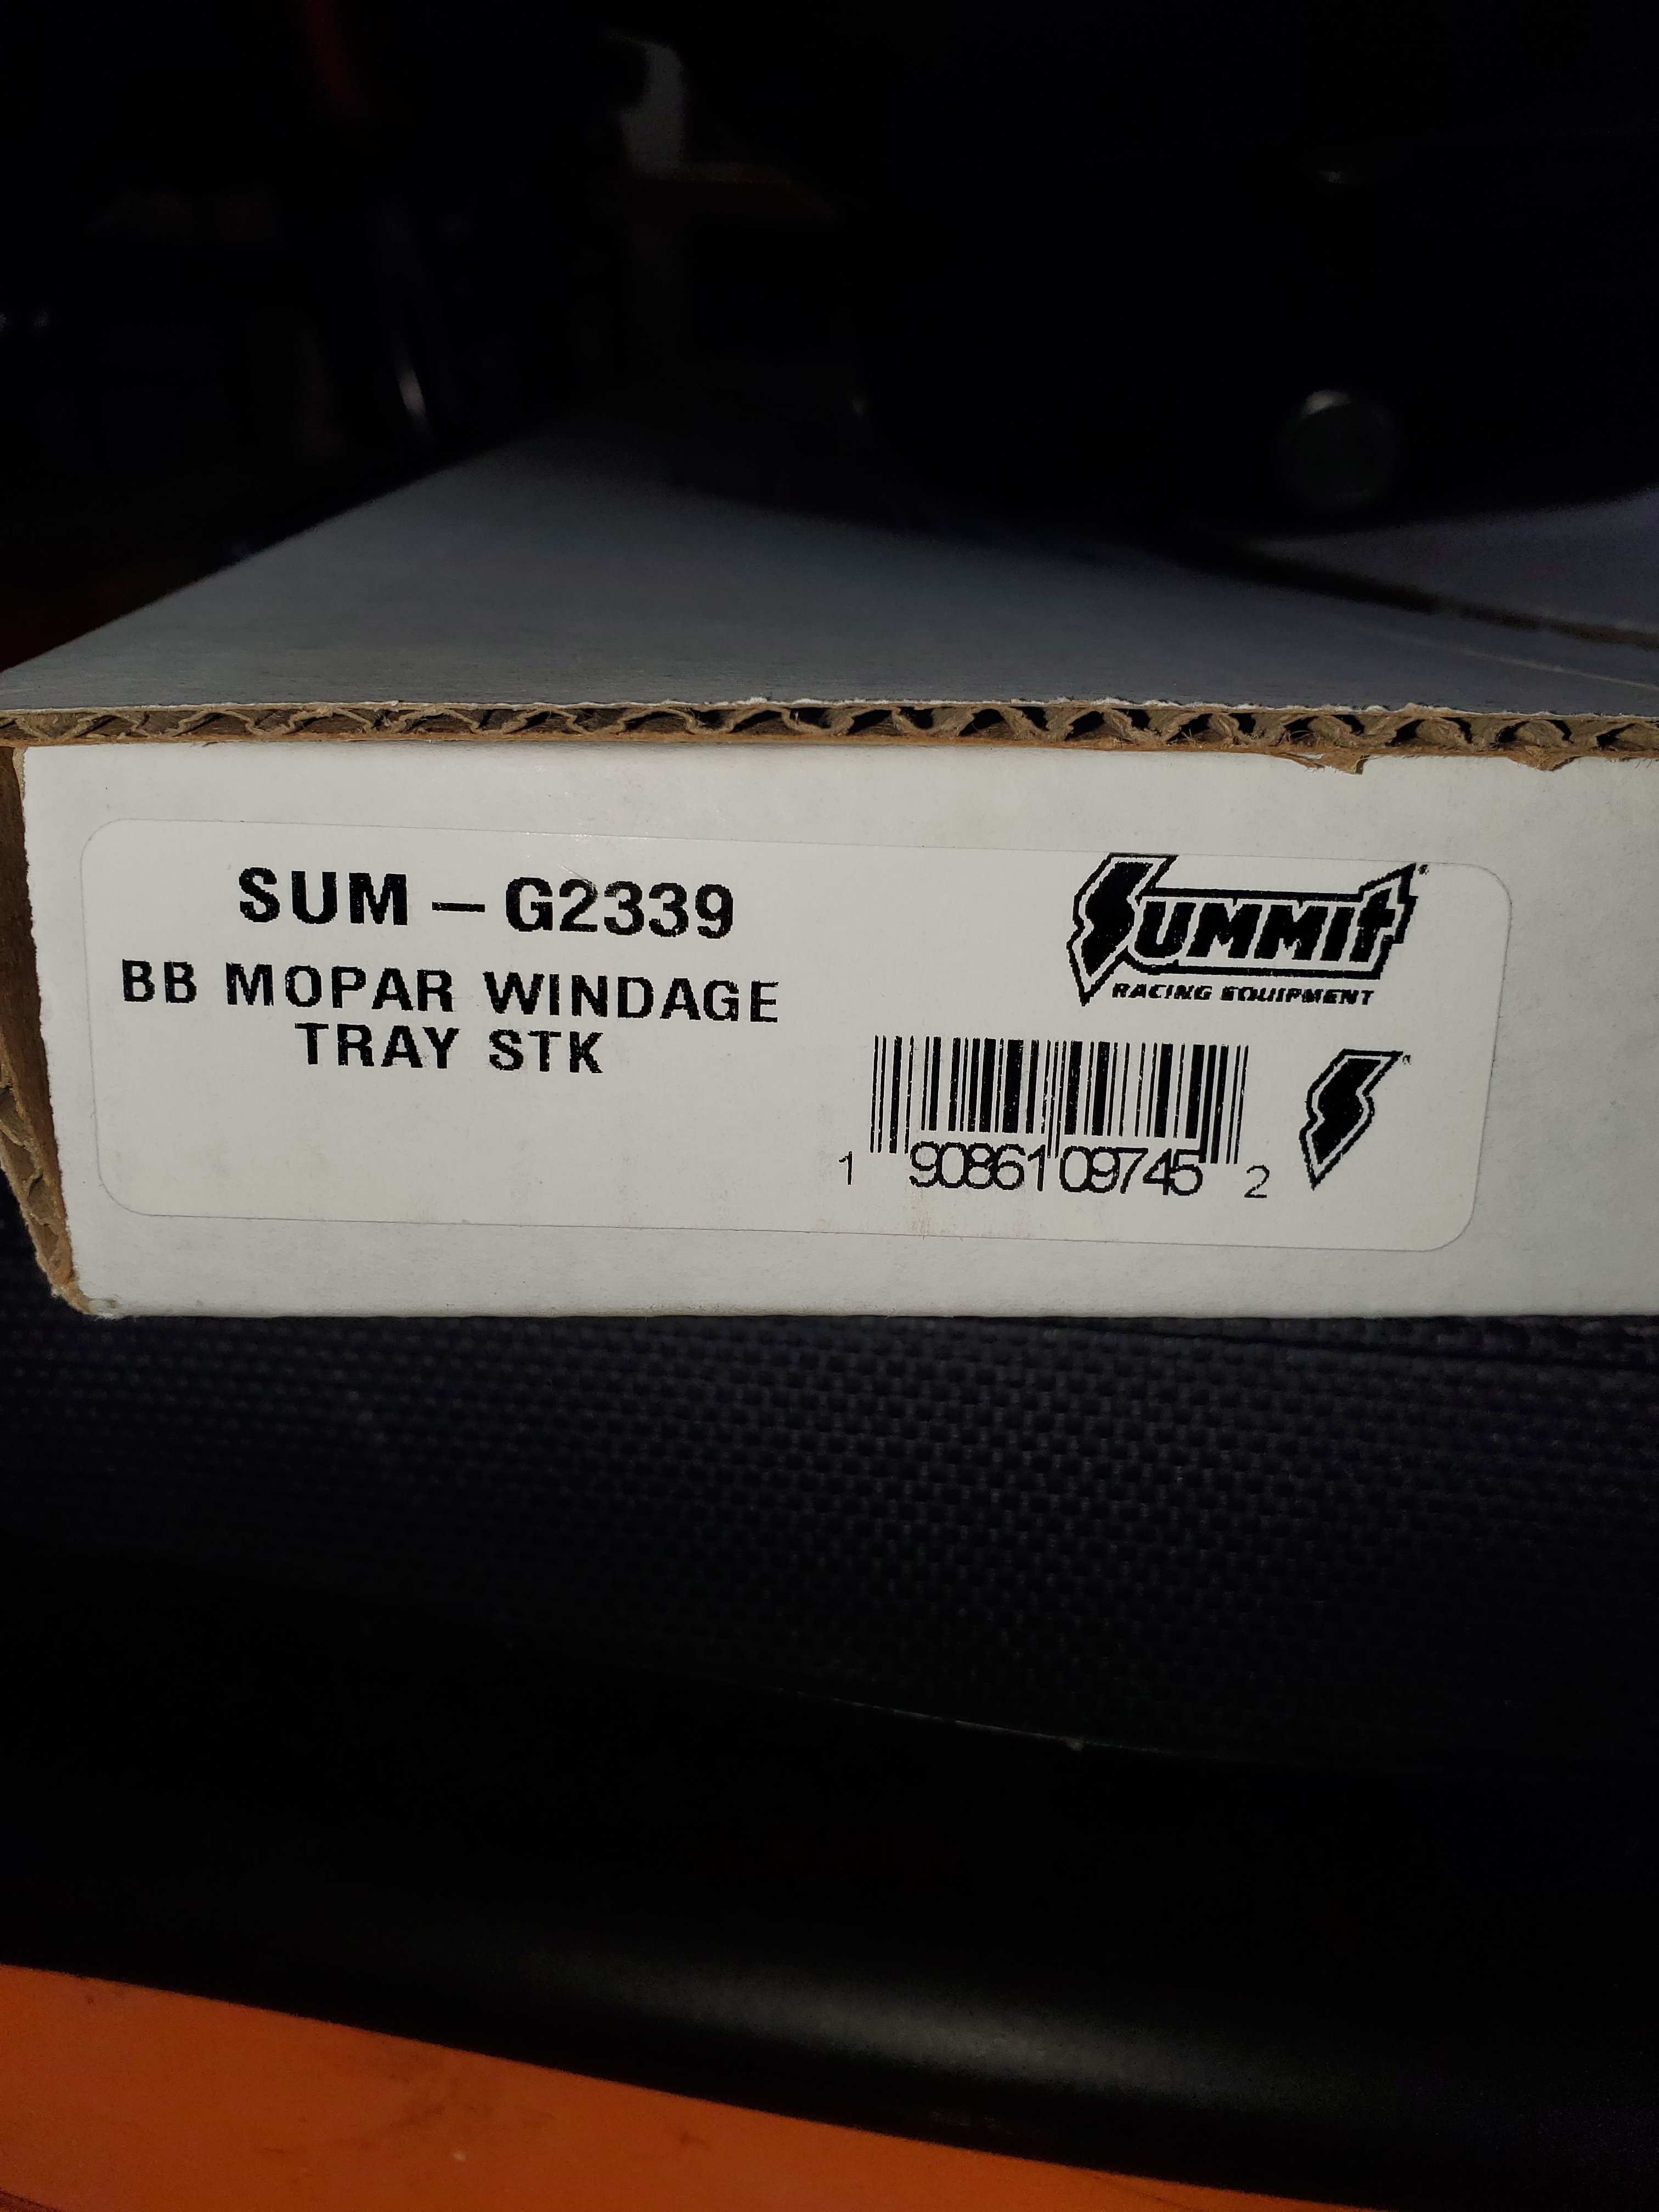 SUM-G2339
BB MOPAR WINDAGE
TRAY STK
SUMMIT
RACING EQUIPMENT
1 90861 09745 2